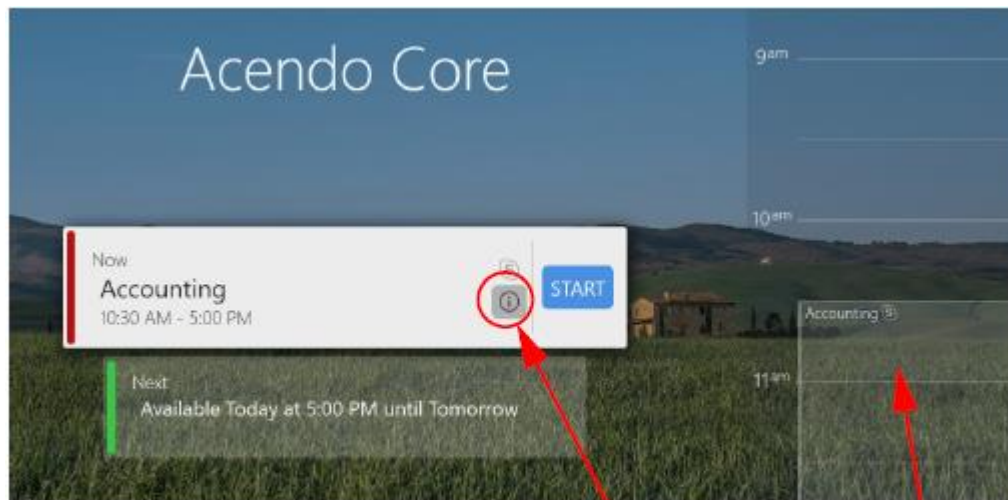 Acendo Core
Now
Accounting
10:30 AM - 5:00 PM
START
Next
Available Today at 5:00 PM until Tomorrow
9am
10am
Accounting S
11am